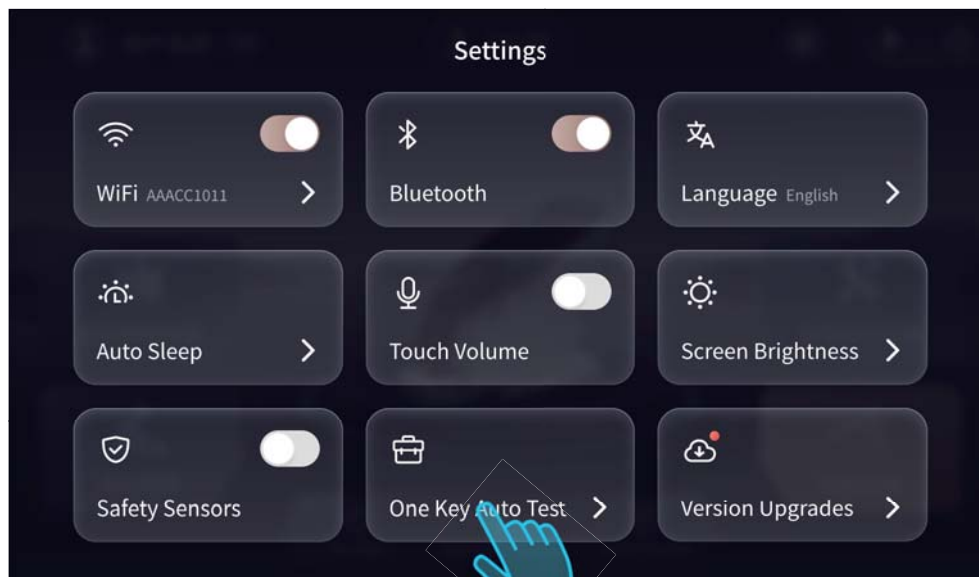 Settings
WiFi AAACC1011
Bluetooth
Language English
Auto Sleep
Touch Volume
Screen Brightness
Safety Sensors
One Key Auto Test
Version Upgrades